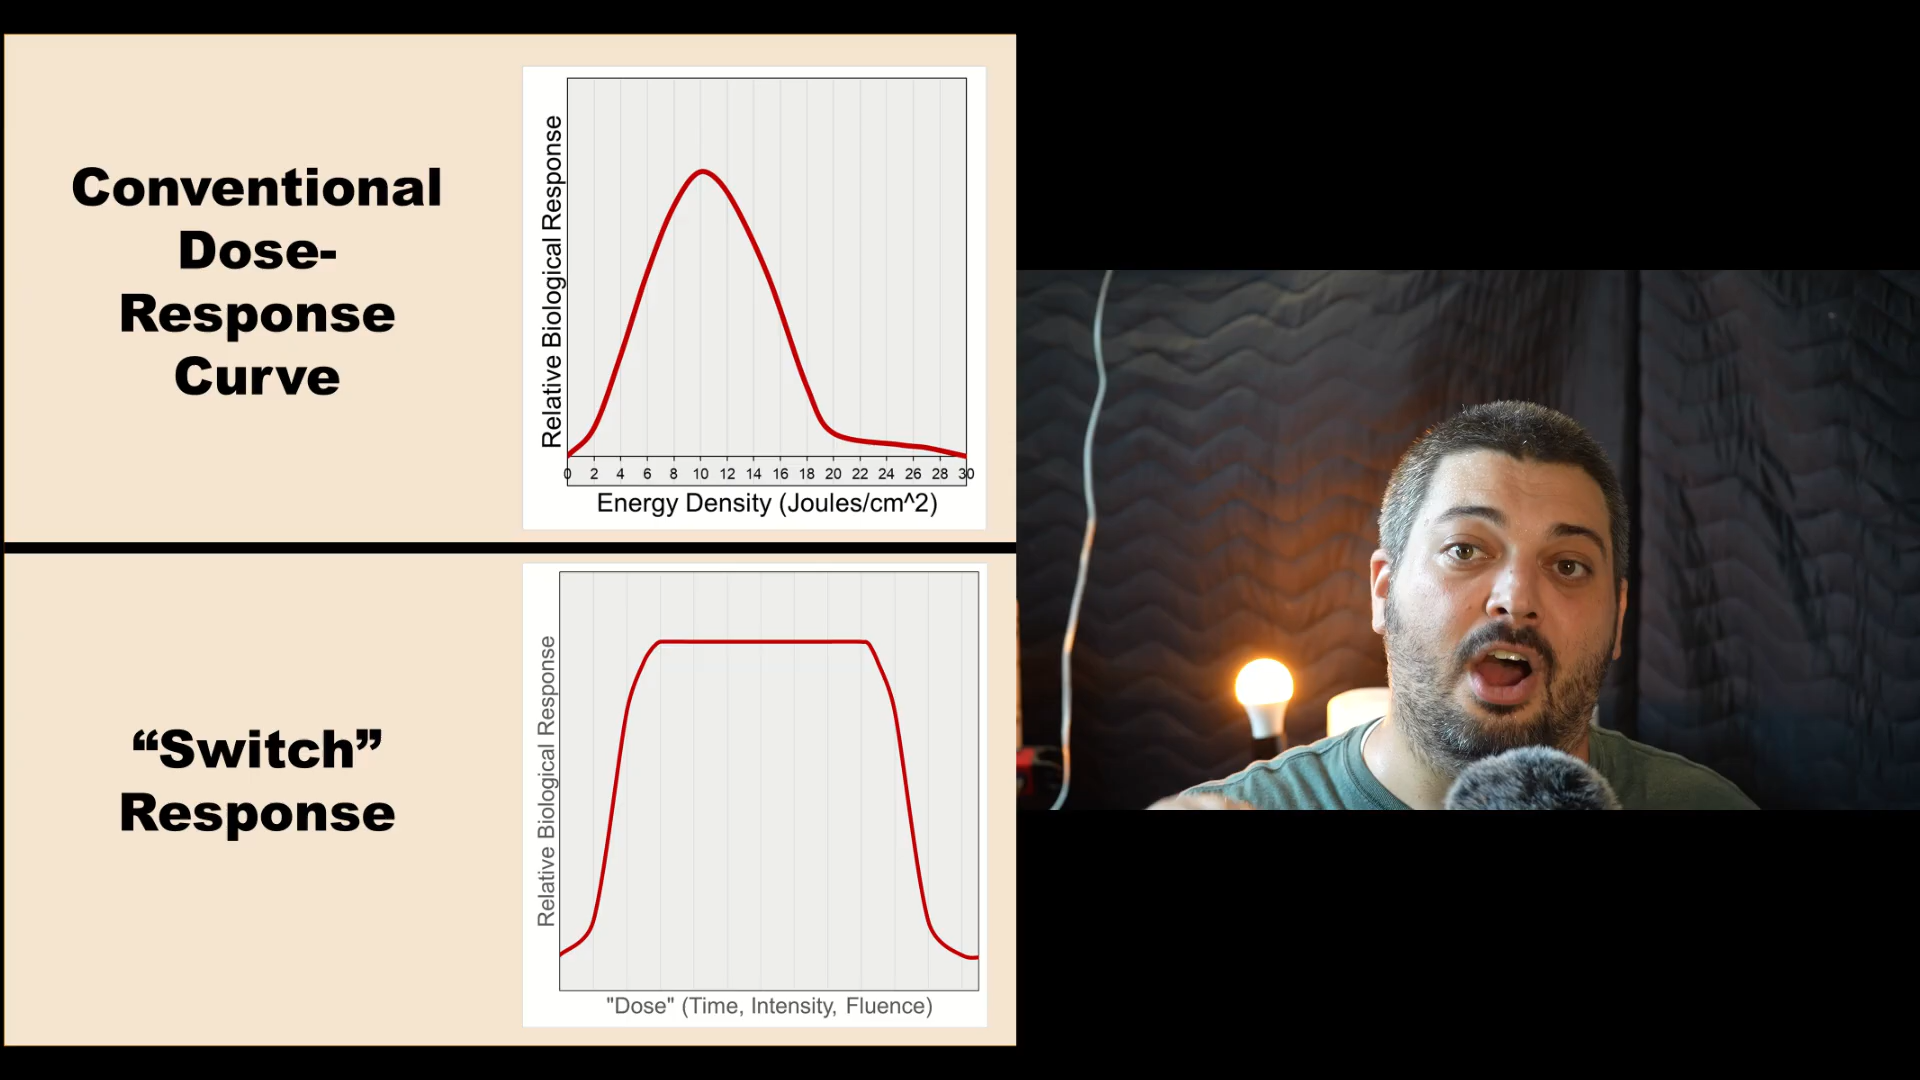 Conventional
Dose-
Response
Curve
Relative Biological Response
0 2 4 6 8 10 12 14 16 18 20 22 24 26 28 30
Energy Density (Joules/cm^2)
“Switch”
Response
Relative Biological Response
"Dose" (Time, Intensity, Fluence)